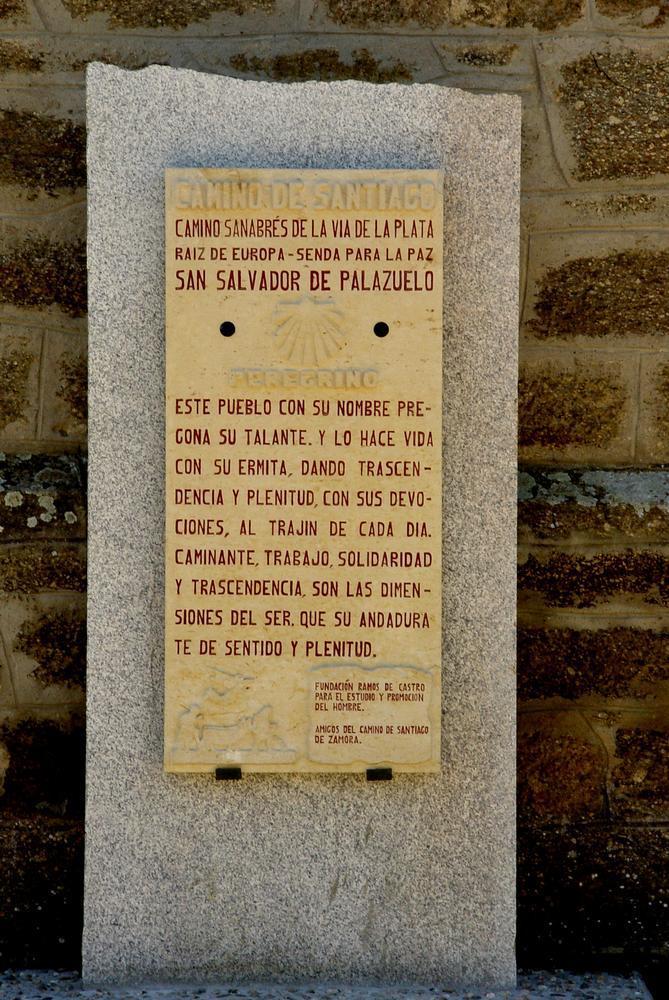 CAMINO DE SANTIAGO
CAMINO SANABRÉS DE LA VIA DE LA PLATA
RAIZ DE EUROPA - SENDA PARA LA PAZ
SAN SALVADOR DE PALAZUELO
PEREGRINO
ESTE PUEBLO CON SU NOMBRE PRE-
GONA SU TALANTE. Y LO HACE VIDA
CON SU ERMITA, DANDO TRASCEN-
DENCIA Y PLENITUD, CON SUS DEVO-
CIONES, AL TRAJIN DE CADA DIA.
CAMINANTE, TRABAJO, SOLIDARIDAD
Y TRASCENDENCIA, SON LAS DIMEN-
SIONES DEL SER. QUE SU ANDADURA
TE DE SENTIDO Y PLENITUD.
FUNDACIÓN RAMOS DE CASTRO
PARA EL ESTUDIO Y PROMOCION
DEL HOMBRE.
AMIGOS DEL CAMINO DE SANTIAGO
DE ZAMORA.